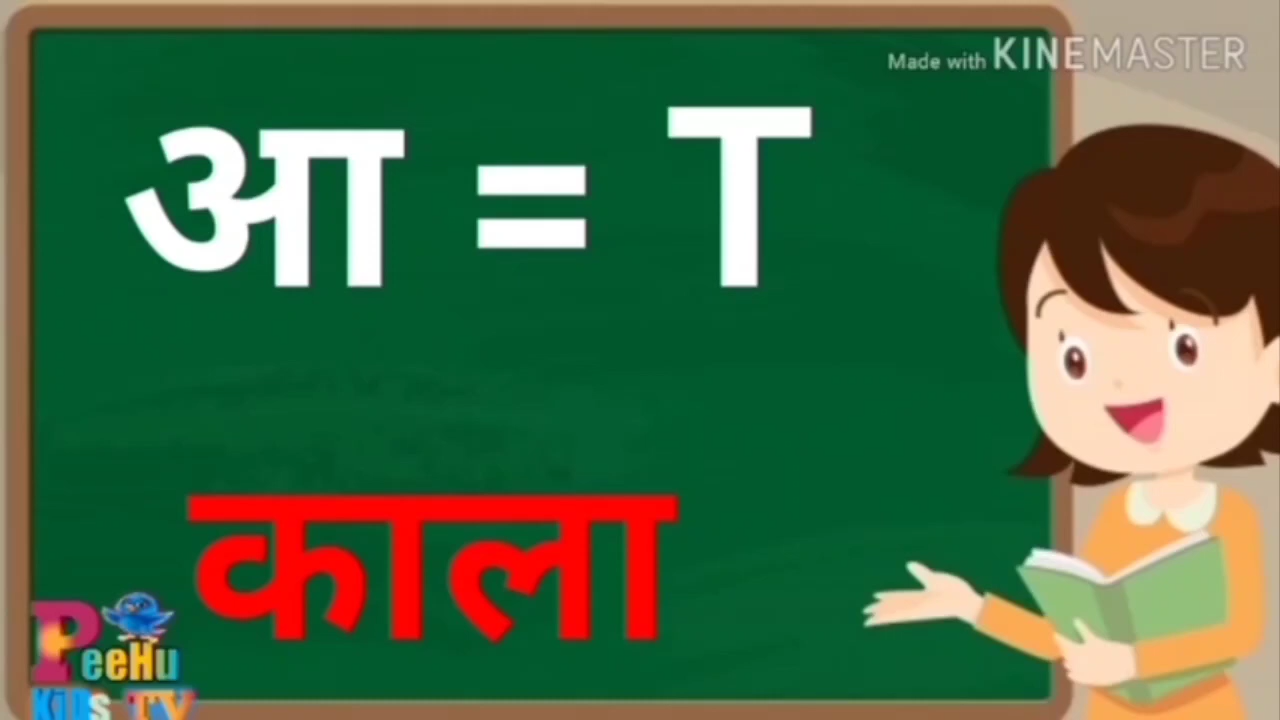 Made with KINEMASTER
आ = T
काला
PeeHu
KiDs TV